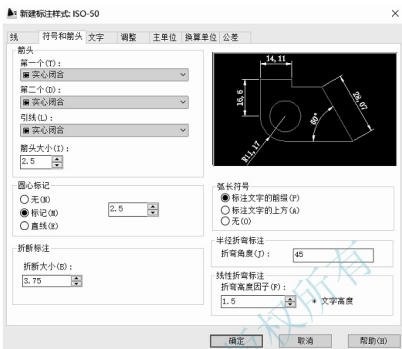 新建标注样式: ISO-50
线 符号和箭头 文字 调整 主单位 换算单位 公差
箭头
第一个(T):
实心闭合
第二个(D):
实心闭合
引线(L):
实心闭合
箭头大小(I):
2.5
14,11
16,6
28,07
60°
R11,17
圆心标记
无(N)
标记(M)
直线(E)
2.5
弧长符号
标注文字的前缀(P)
标注文字的上方(A)
无(O)
折断标注
折断大小(B):
3.75
半径折弯标注
折弯角度(J): 45
线性折弯标注
折弯高度因子(F):
1.5 * 文字高度
确定 取消 帮助(H)
版权所有